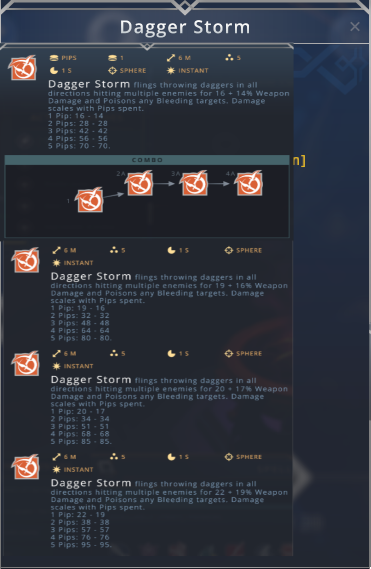 Dagger Storm
PIPS 1 6 M 5
1 S SPHERE INSTANT
Dagger Storm flings throwing daggers in all
directions hitting multiple enemies for 16 + 14% Weapon
Damage and Poisons any Bleeding targets. Damage
scales with Pips spent.
1 Pip: 16 - 14
2 Pips: 28 - 28
3 Pips: 42 - 42
4 Pips: 56 - 56
5 Pips: 70 - 70.
COMBO
n]
2A 3A 4A
1
6 M 5 1 S SPHERE
INSTANT
Dagger Storm flings throwing daggers in all
directions hitting multiple enemies for 19 + 16% Weapon
Damage and Poisons any Bleeding targets. Damage
scales with Pips spent.
1 Pip: 19 - 16
2 Pips: 32 - 32
3 Pips: 48 - 48
4 Pips: 64 - 64
5 Pips: 80 - 80.
6 M 5 1 S SPHERE
INSTANT
Dagger Storm flings throwing daggers in all
directions hitting multiple enemies for 20 + 17% Weapon
Damage and Poisons any Bleeding targets. Damage
scales with Pips spent.
1 Pip: 20 - 17
2 Pips: 34 - 34
3 Pips: 51 - 51
4 Pips: 68 - 68
5 Pips: 85 - 85.
6 M 5 1 S SPHERE
INSTANT
Dagger Storm flings throwing daggers in all
directions hitting multiple enemies for 22 + 19% Weapon
Damage and Poisons any Bleeding targets. Damage
scales with Pips spent.
1 Pip: 22 - 19
2 Pips: 38 - 38
3 Pips: 57 - 57
4 Pips: 76 - 76
5 Pips: 95 - 95.